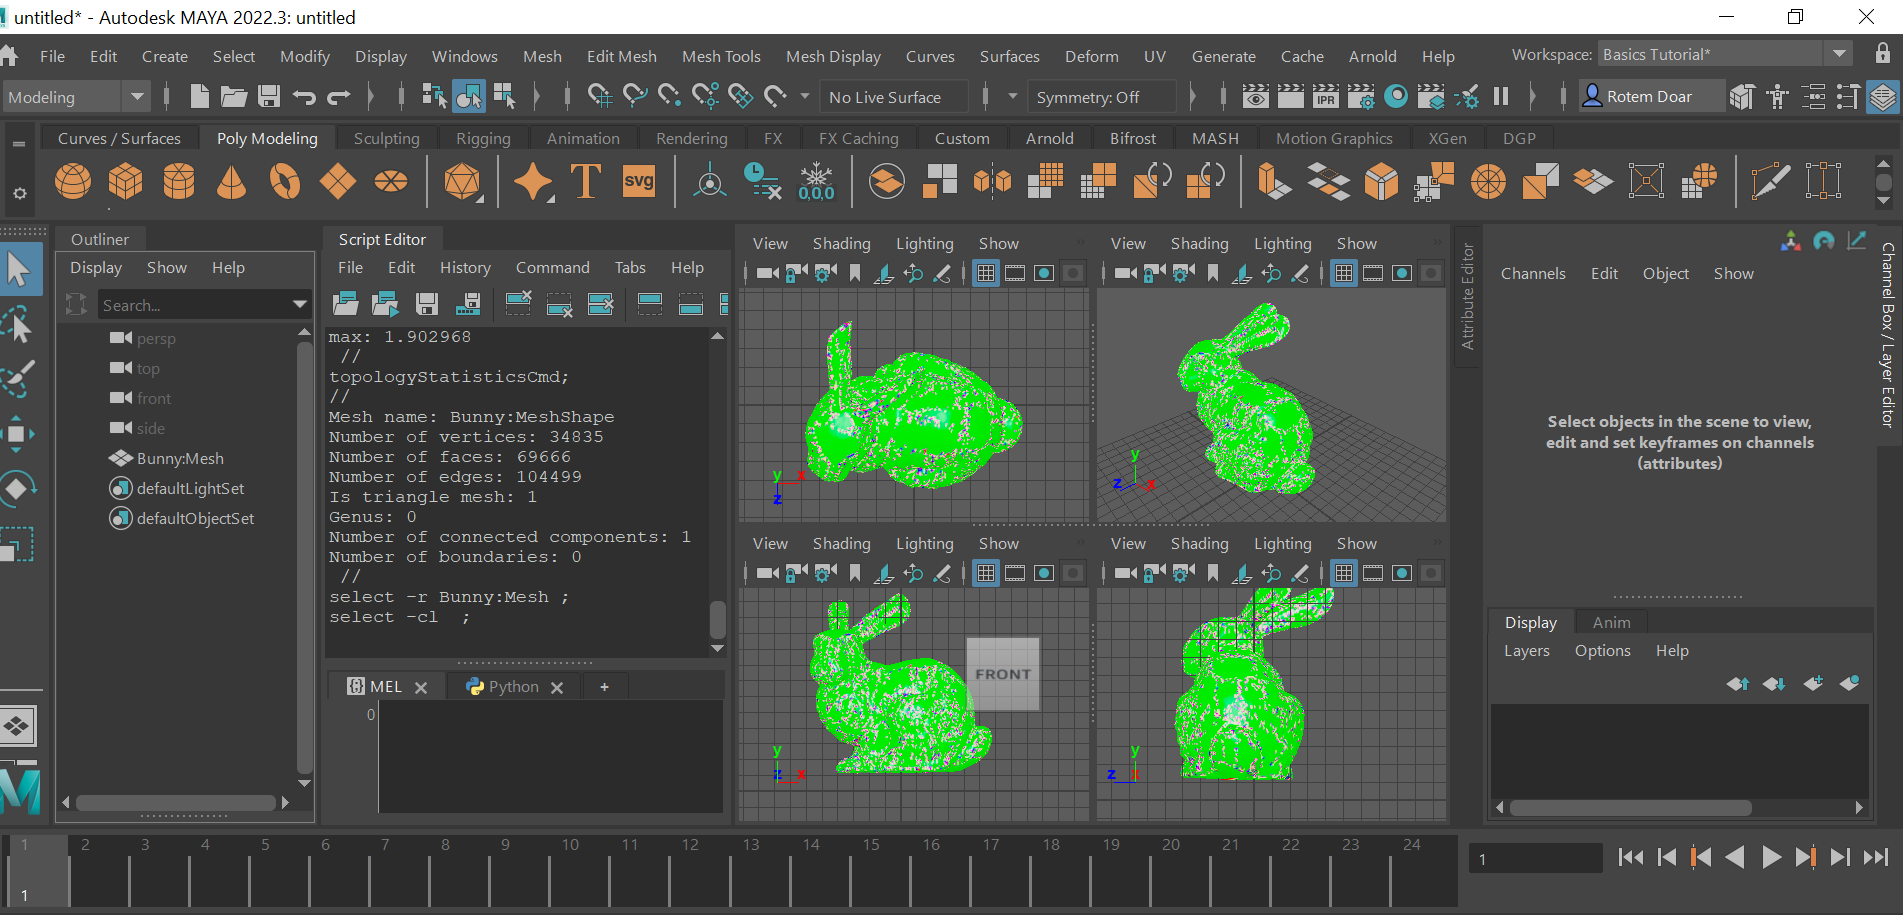 untitled* - Autodesk MAYA 2022.3: untitled
File Edit Create Select Modify Display Windows Mesh Edit Mesh Mesh Tools Mesh Display Curves Surfaces Deform UV Generate Cache Arnold Help Workspace: Basics Tutorial*
Modeling No Live Surface Symmetry: Off IPR Rotem Doar
Curves / Surfaces Poly Modeling Sculpting Rigging Animation Rendering FX FX Caching Custom Arnold Bifrost MASH Motion Graphics XGen DGP
T svg 0,0,0
Outliner
Display Show Help
Search...
persp
top
front
side
Bunny:Mesh
defaultLightSet
defaultObjectSet
Script Editor
File Edit History Command Tabs Help
max: 1.902968
//
topologyStatisticsCmd;
//
Mesh name: Bunny:MeshShape
Number of vertices: 34835
Number of faces: 69666
Number of edges: 104499
Is triangle mesh: 1
Genus: 0
Number of connected components: 1
Number of boundaries: 0
//
select -r Bunny:Mesh ;
select -cl ;
MEL Python +
0
View Shading Lighting Show
y x
z
View Shading Lighting Show
y
z x
View Shading Lighting Show
FRONT
y
z x
View Shading Lighting Show
y
z x
Attribute Editor
Channels Edit Object Show
Select objects in the scene to view,
edit and set keyframes on channels
(attributes)
Channel Box / Layer Editor
Display Anim
Layers Options Help
1 2 3 4 5 6 7 8 9 10 11 12 13 14 15 16 17 18 19 20 21 22 23 24
1
1